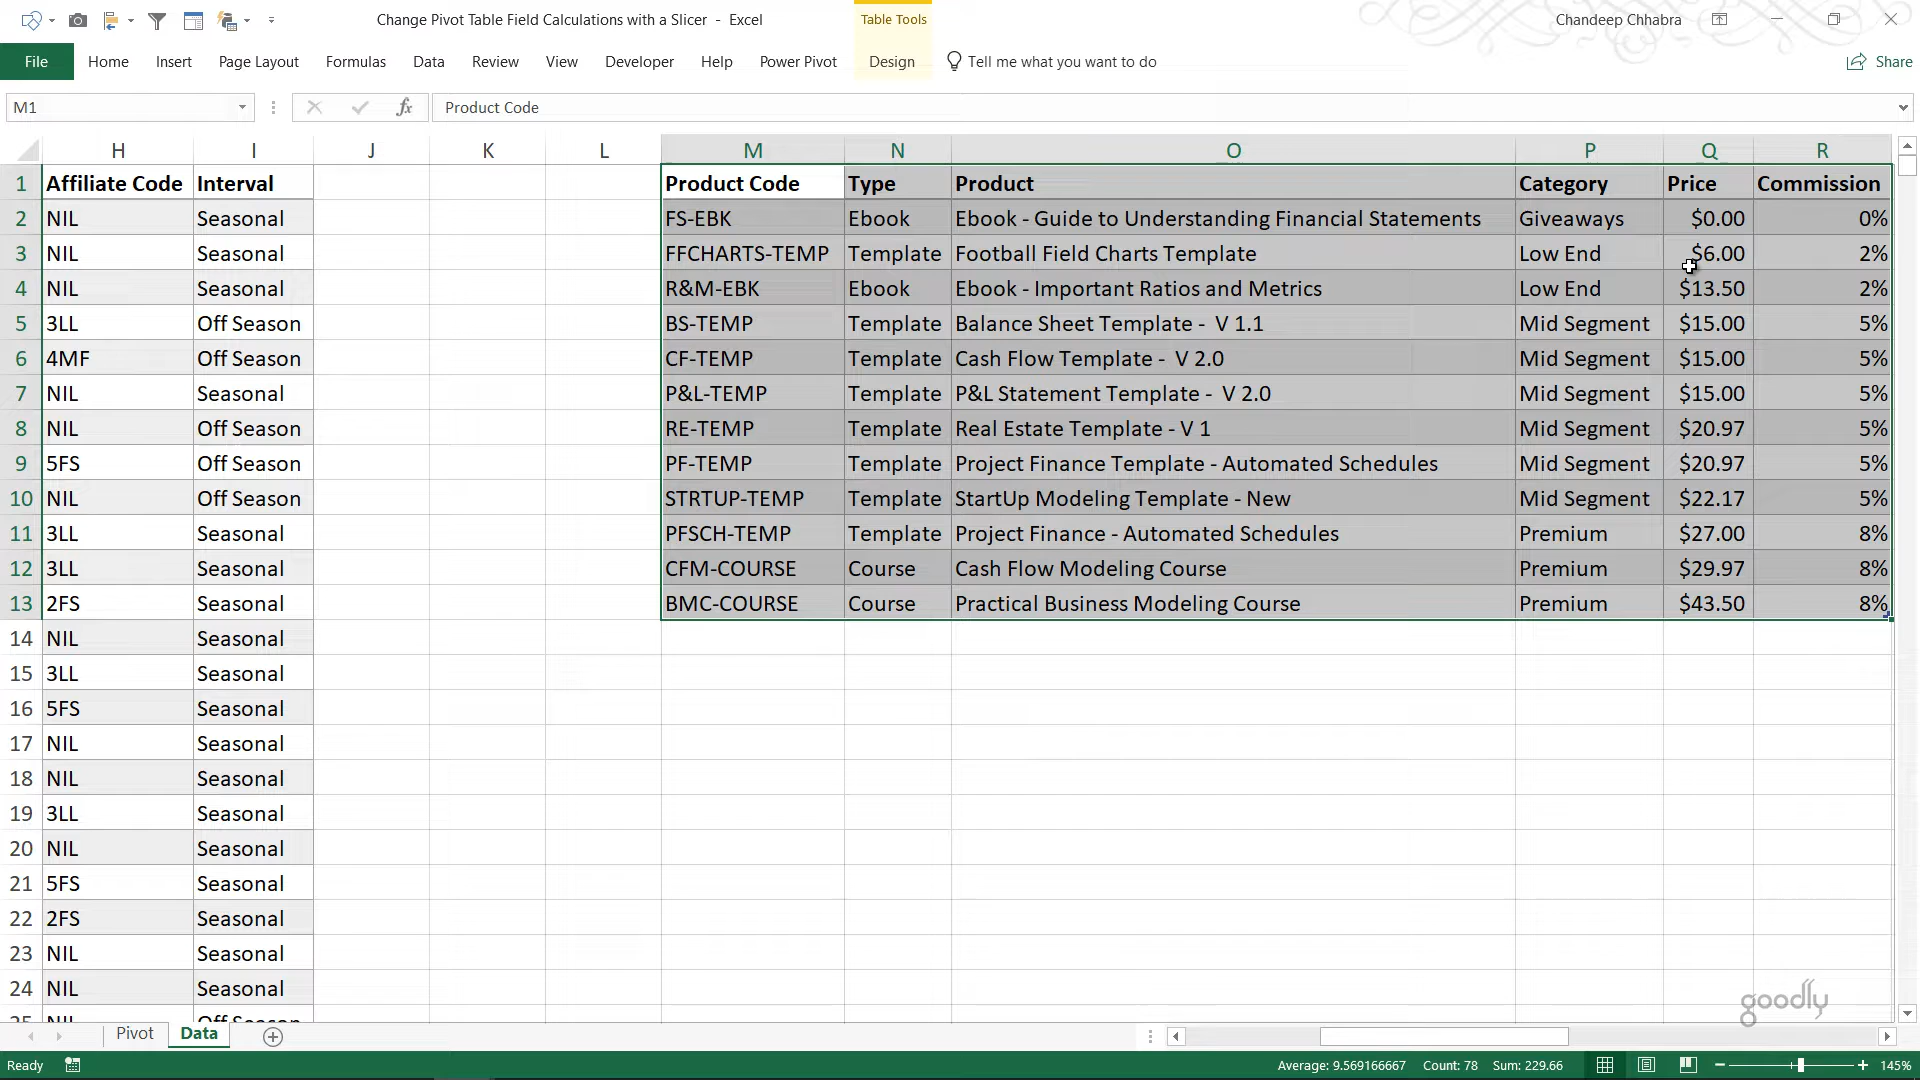 Change Pivot Table Field Calculations with a Slicer - Excel
Table Tools
Chandeep Chhabra
File Home Insert Page Layout Formulas Data Review View Developer Help Power Pivot Design Tell me what you want to do Share
M1 fx Product Code
H I J K L M N O P Q R
1 Affiliate Code Interval Product Code Type Product Category Price Commission
2 NIL Seasonal FS-EBK Ebook Ebook - Guide to Understanding Financial Statements Giveaways $0.00 0%
3 NIL Seasonal FFCHARTS-TEMP Template Football Field Charts Template Low End $6.00 2%
4 NIL Seasonal R&M-EBK Ebook Ebook - Important Ratios and Metrics Low End $13.50 2%
5 3LL Off Season BS-TEMP Template Balance Sheet Template - V 1.1 Mid Segment $15.00 5%
6 4MF Off Season CF-TEMP Template Cash Flow Template - V 2.0 Mid Segment $15.00 5%
7 NIL Seasonal P&L-TEMP Template P&L Statement Template - V 2.0 Mid Segment $15.00 5%
8 NIL Off Season RE-TEMP Template Real Estate Template - V 1 Mid Segment $20.97 5%
9 5FS Off Season PF-TEMP Template Project Finance Template - Automated Schedules Mid Segment $20.97 5%
10 NIL Off Season STRTUP-TEMP Template StartUp Modeling Template - New Mid Segment $22.17 5%
11 3LL Seasonal PFSCH-TEMP Template Project Finance - Automated Schedules Premium $27.00 8%
12 3LL Seasonal CFM-COURSE Course Cash Flow Modeling Course Premium $29.97 8%
13 2FS Seasonal BMC-COURSE Course Practical Business Modeling Course Premium $43.50 8%
14 NIL Seasonal
15 3LL Seasonal
16 5FS Seasonal
17 NIL Seasonal
18 NIL Seasonal
19 3LL Seasonal
20 NIL Seasonal
21 5FS Seasonal
22 2FS Seasonal
23 NIL Seasonal
24 NIL Seasonal
25 NIL Off Season
goodly
Pivot Data
Ready Average: 9.569166667 Count: 78 Sum: 229.66 145%